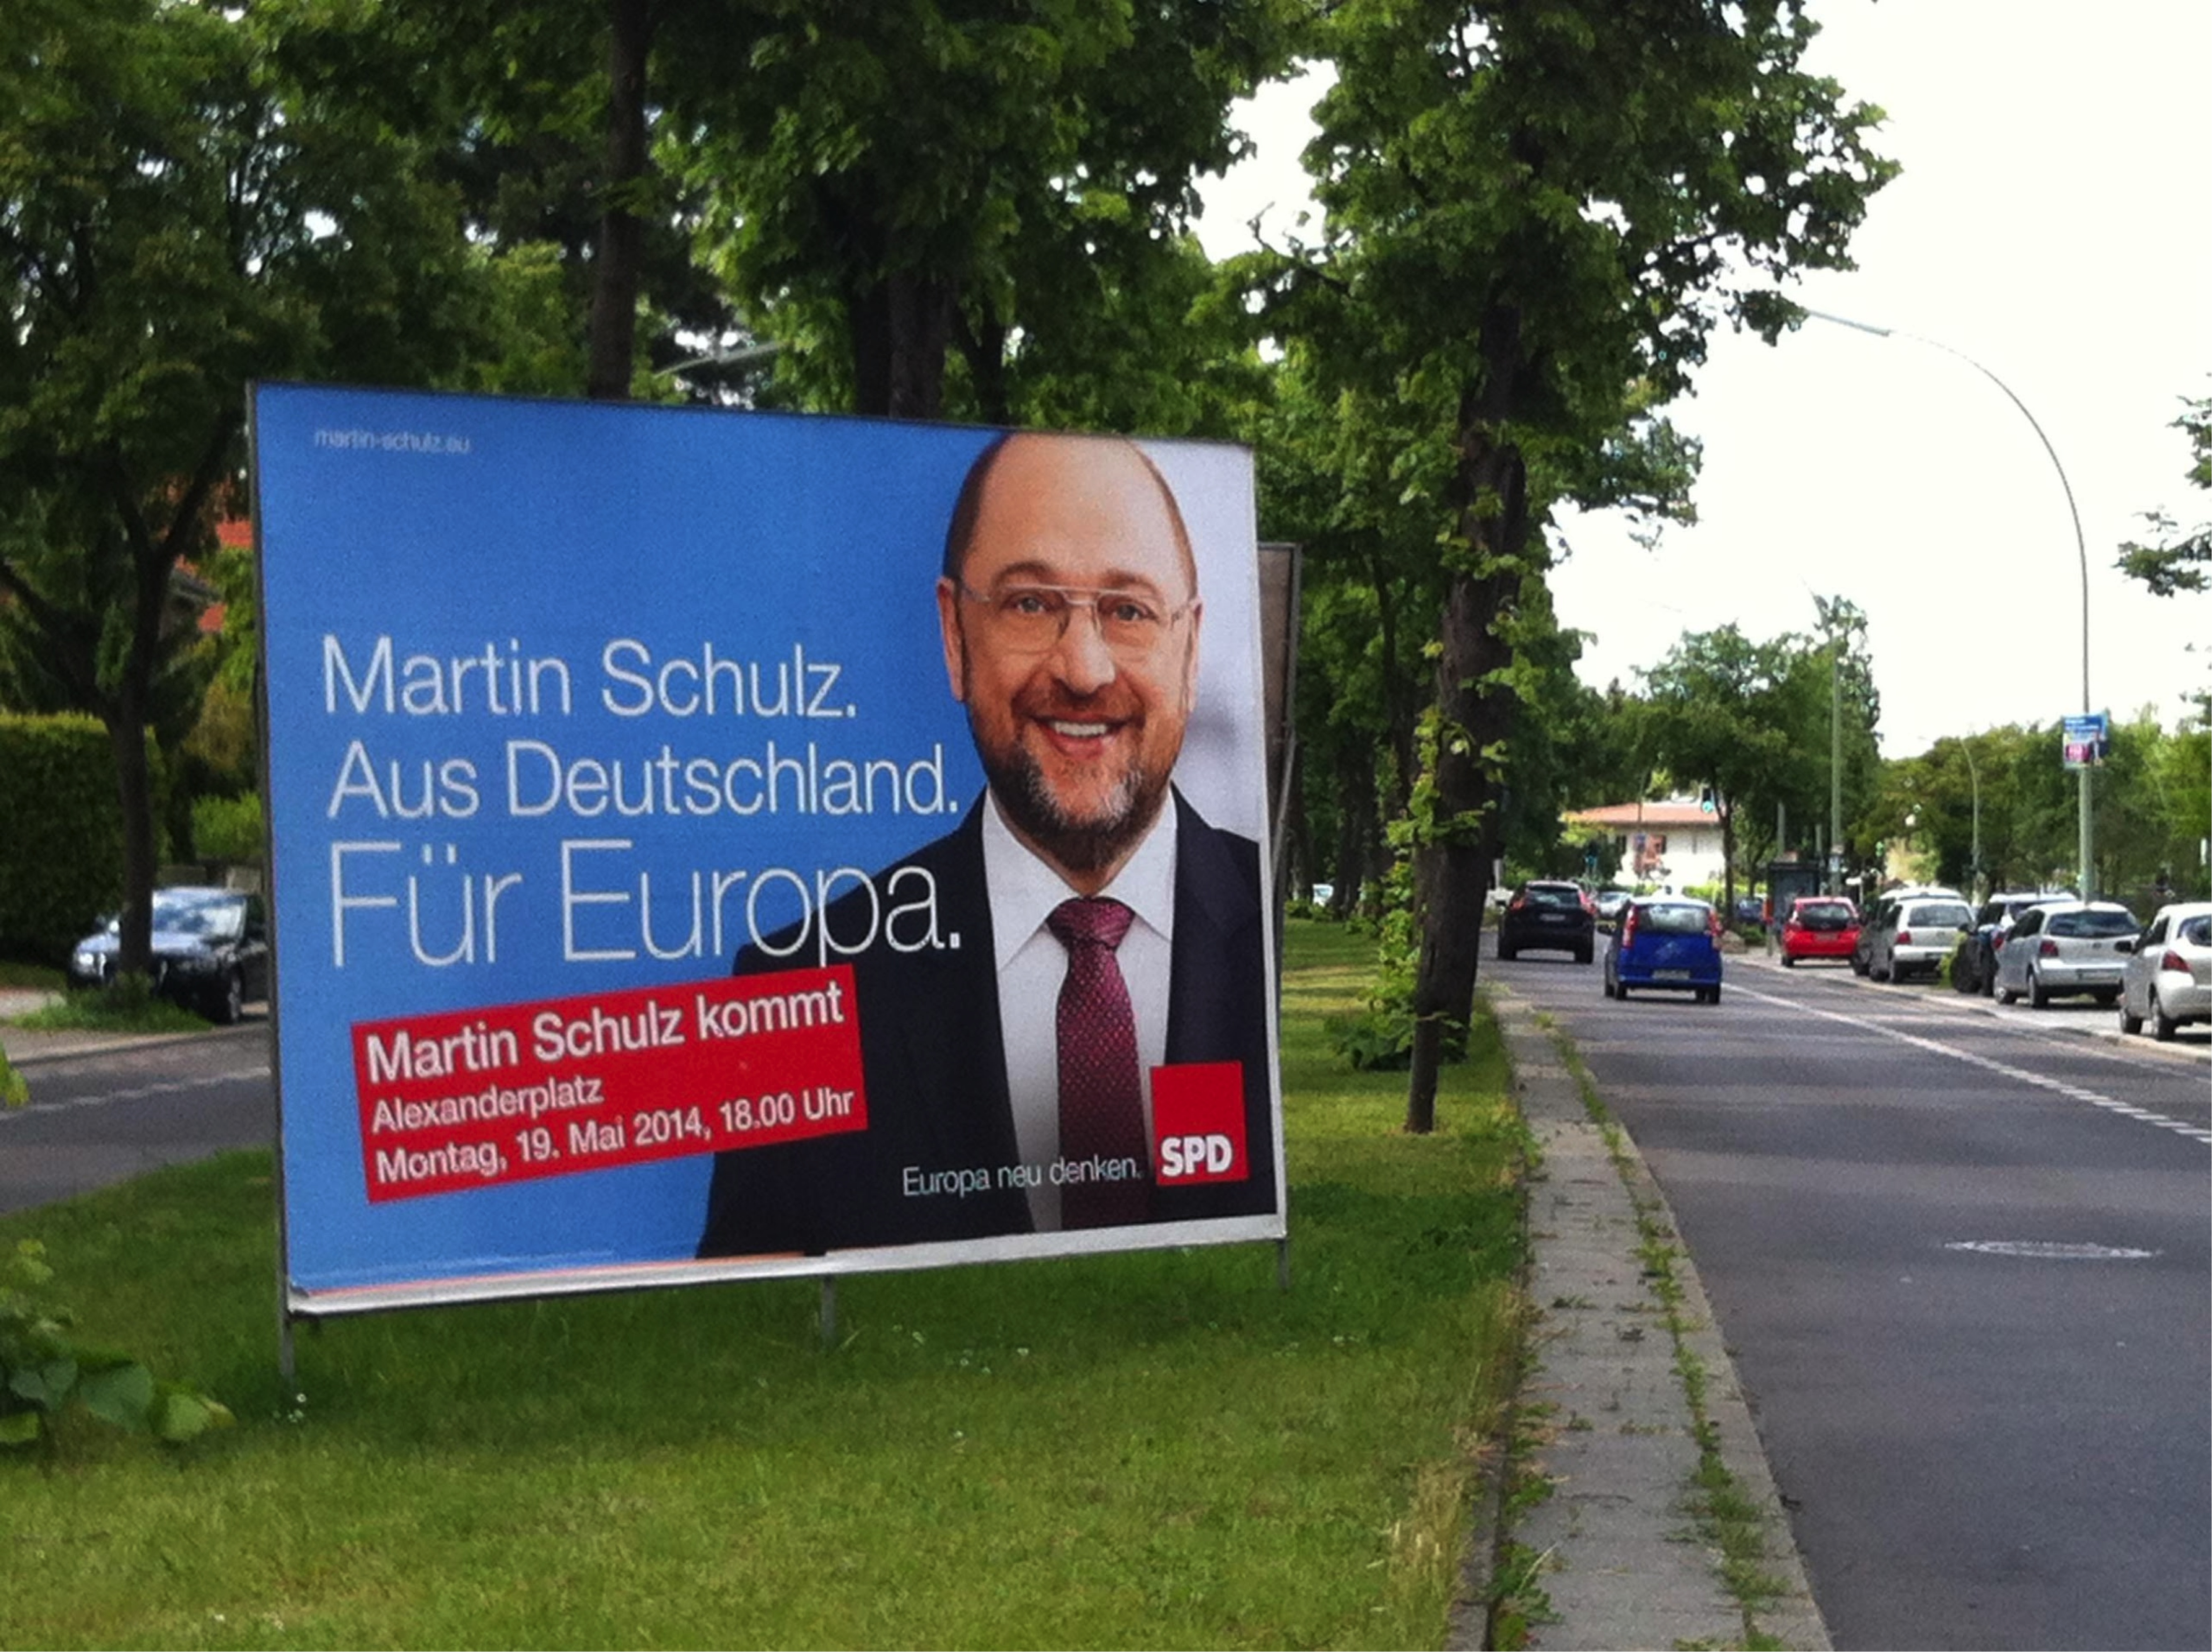 martin-schulz.eu
Martin Schulz.
Aus Deutschland.
Für Europa.
Martin Schulz kommt
Alexanderplatz
Montag, 19. Mai 2014, 18.00 Uhr
Europa neu denken.
SPD